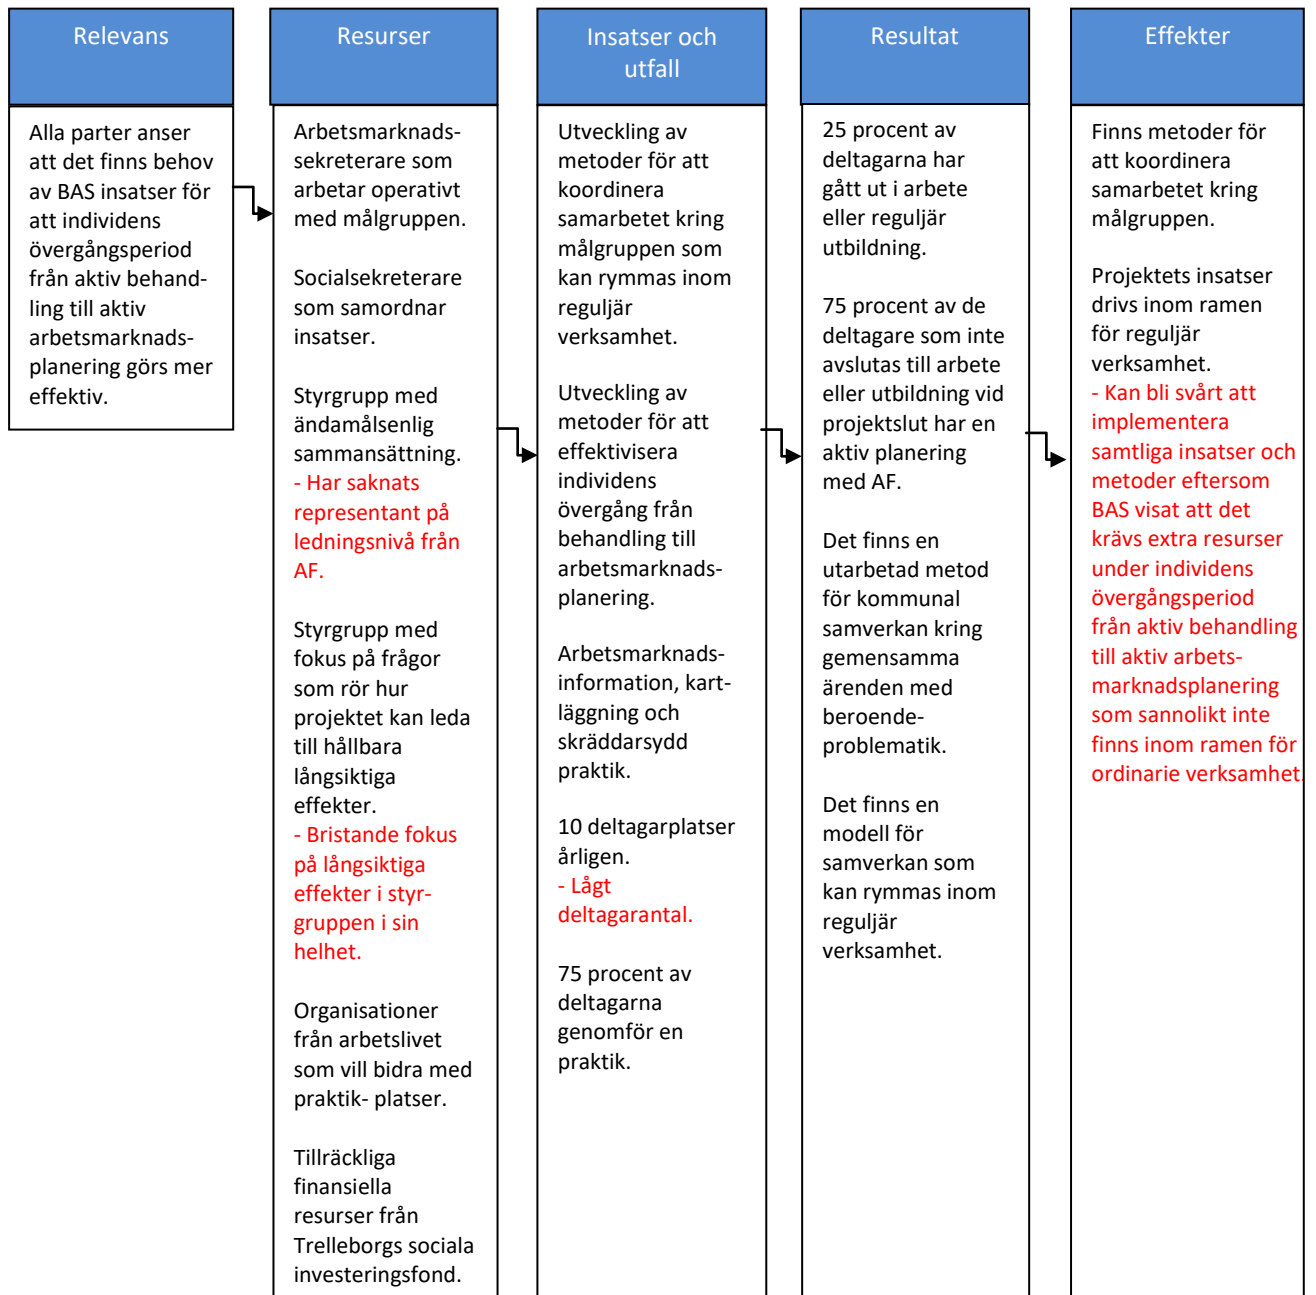 Relevans
Alla parter anser
att det finns behov
av BAS insatser för
att individens
övergångsperiod
från aktiv behand-
ling till aktiv
arbetsmarknads-
planering görs mer
effektiv.
Resurser
Arbetsmarknads-
sekreterare som
arbetar operativt
med målgruppen.
Socialsekreterare
som samordnar
insatser.
Styrgrupp med
ändamålsenlig
sammansättning.
- Har saknats
representant på
ledningsnivå från
AF.
Styrgrupp med
fokus på frågor
som rör hur
projektet kan leda
till hållbara
långsiktiga
effekter.
- Bristande fokus
på långsiktiga
effekter i styr-
gruppen i sin
helhet.
Organisationer
från arbetslivet
som vill bidra med
praktik- platser.
Tillräckliga
finansiella
resurser från
Trelleborgs sociala
investeringsfond.
Insatser och
utfall
Utveckling av
metoder för att
koordinera
samarbetet kring
målgruppen som
kan rymmas inom
reguljär
verksamhet.
Utveckling av
metoder för att
effektivisera
individens
övergång från
behandling till
arbetsmarknads-
planering.
Arbetsmarknads-
information, kart-
läggning och
skräddarsydd
praktik.
10 deltagarplatser
årligen.
- Lågt
deltagarantal.
75 procent av
deltagarna
genomför en
praktik.
Resultat
25 procent av
deltagarna har
gått ut i arbete
eller reguljär
utbildning.
75 procent av de
deltagare som inte
avslutas till arbete
eller utbildning vid
projektslut har en
aktiv planering
med AF.
Det finns en
utarbetad metod
för kommunal
samverkan kring
gemensamma
ärenden med
beroende-
problematik.
Det finns en
modell för
samverkan som
kan rymmas inom
reguljär
verksamhet.
Effekter
Finns metoder för
att koordinera
samarbetet kring
målgruppen.
Projektets insatser
drivs inom ramen
för reguljär
verksamhet.
- Kan bli svårt att
implementera
samtliga insatser och
metoder eftersom
BAS visat att det
krävs extra resurser
under individens
övergångsperiod
från aktiv behandling
till aktiv arbets-
marknadsplanering
som sannolikt inte
finns inom ramen för
ordinarie verksamhet.